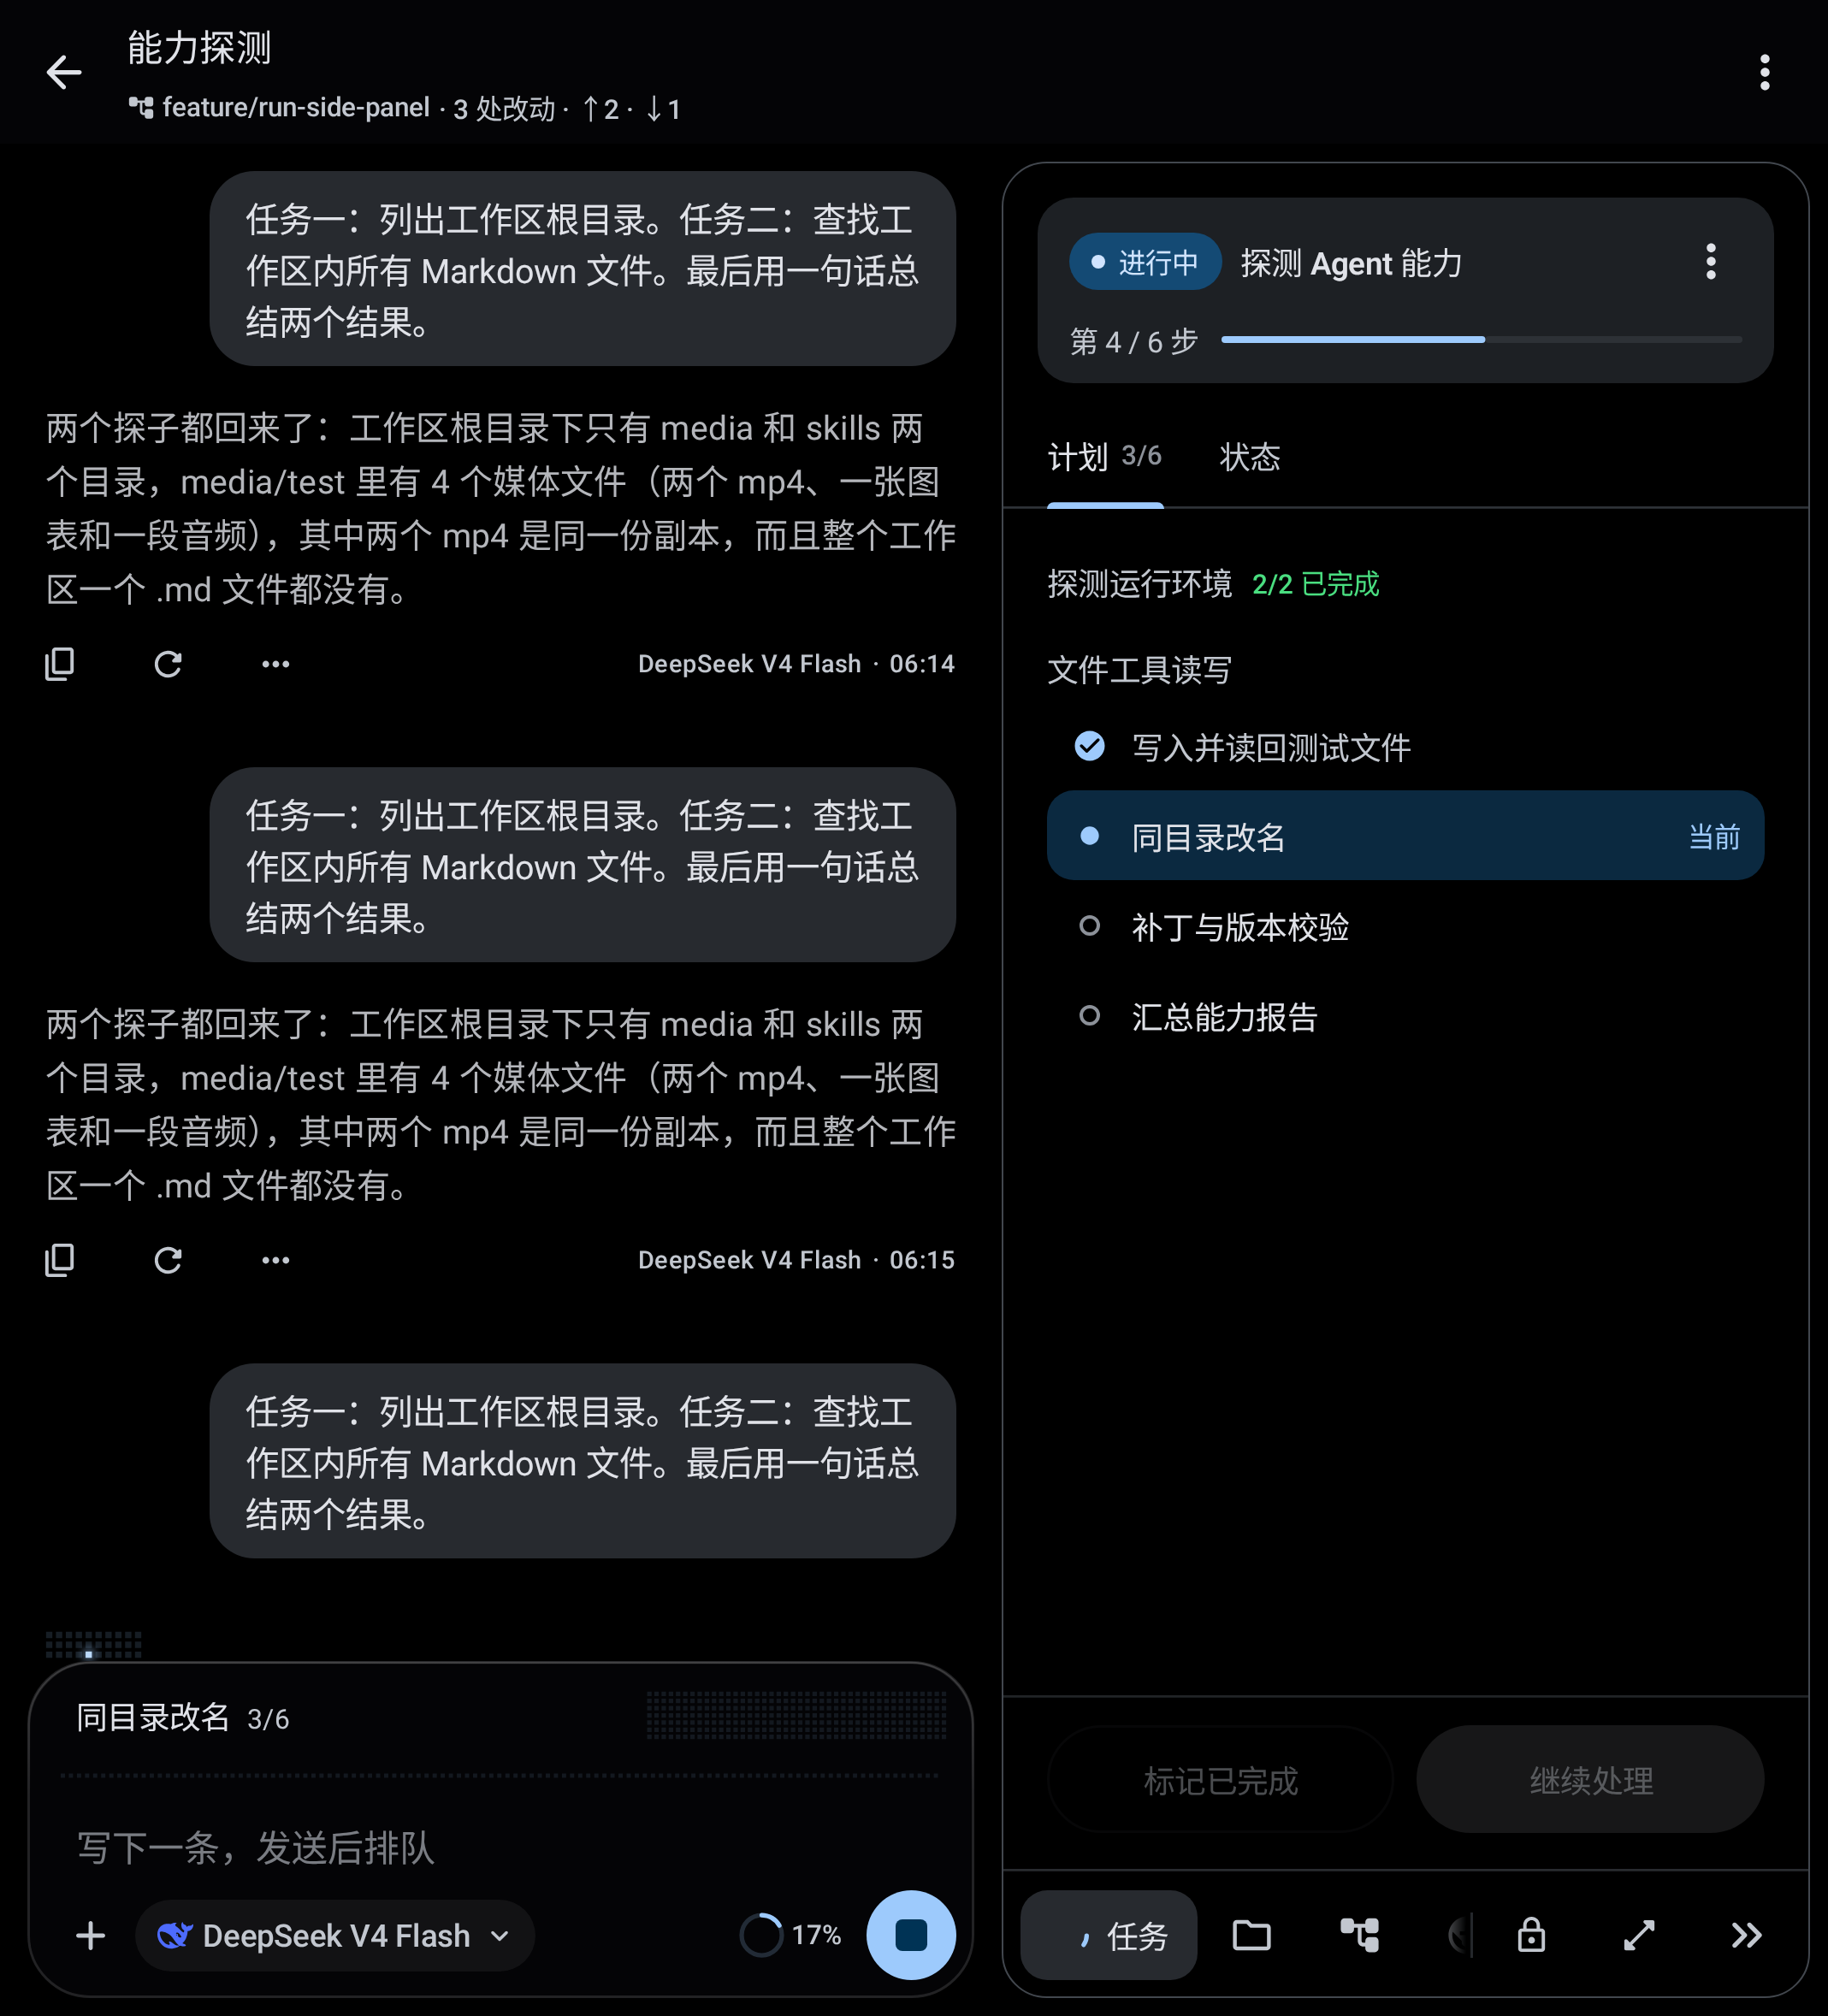 能力探测
feature/run-side-panel · 3 处改动 · ↑2 · ↓1
任务一：列出工作区根目录。任务二：查找工
作区内所有 Markdown 文件。最后用一句话总
结两个结果。
两个探子都回来了：工作区根目录下只有 media 和 skills 两
个目录，media/test 里有 4 个媒体文件（两个 mp4、一张图
表和一段音频），其中两个 mp4 是同一份副本，而且整个工作
区一个 .md 文件都没有。
DeepSeek V4 Flash · 06:14
任务一：列出工作区根目录。任务二：查找工
作区内所有 Markdown 文件。最后用一句话总
结两个结果。
两个探子都回来了：工作区根目录下只有 media 和 skills 两
个目录，media/test 里有 4 个媒体文件（两个 mp4、一张图
表和一段音频），其中两个 mp4 是同一份副本，而且整个工作
区一个 .md 文件都没有。
DeepSeek V4 Flash · 06:15
任务一：列出工作区根目录。任务二：查找工
作区内所有 Markdown 文件。最后用一句话总
结两个结果。
同目录改名 3/6
写下一条，发送后排队
DeepSeek V4 Flash
17%
进行中 探测 Agent 能力
第 4 / 6 步
计划 3/6 状态
探测运行环境 2/2 已完成
文件工具读写
写入并读回测试文件
同目录改名 当前
补丁与版本校验
汇总能力报告
标记已完成 继续处理
任务